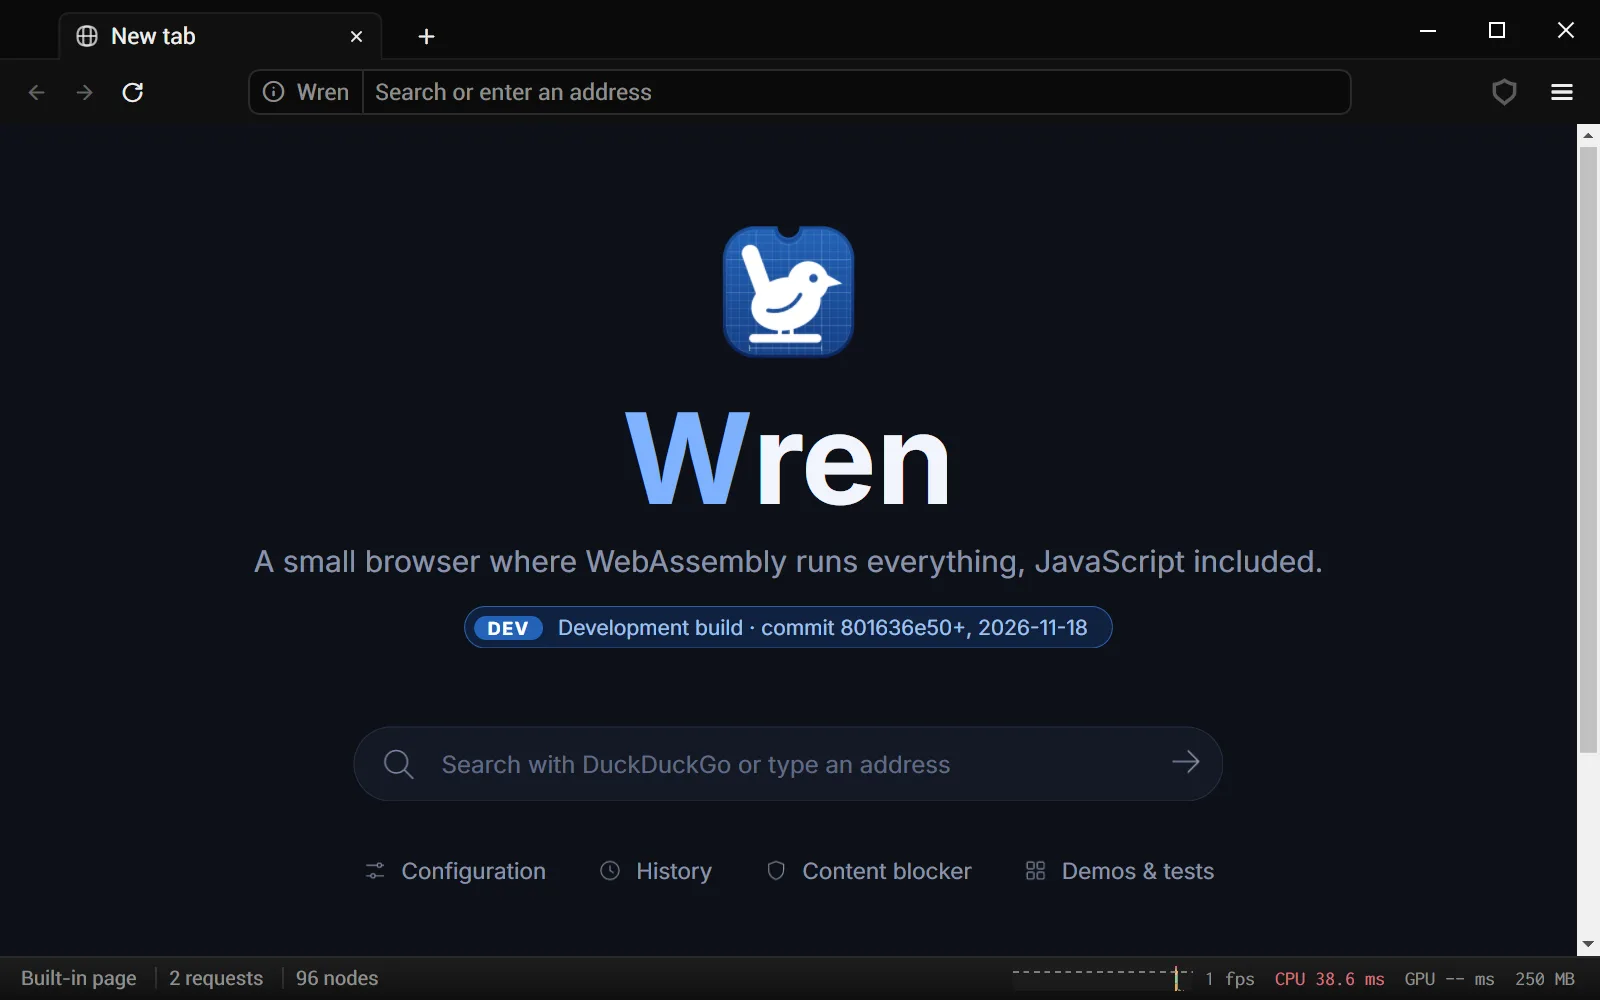 New tab
Wren
Search or enter an address
Wren
A small browser where WebAssembly runs everything, JavaScript included.
DEV Development build · commit 801636e50+, 2026-11-18
Search with DuckDuckGo or type an address
Configuration History Content blocker Demos & tests
Built-in page 2 requests 96 nodes 1 fps CPU 38.6 ms GPU -- ms 250 MB